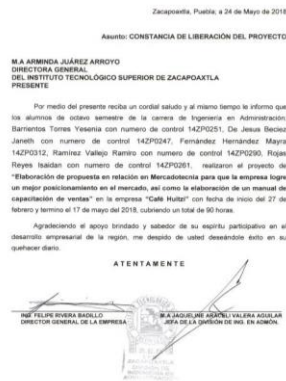 Zacapoaxtla, Puebla; a 24 de Mayo de 2018
Asunto: CONSTANCIA DE LIBERACIÓN DEL PROYECTO
M.A ARMINDA JUÁREZ ARROYO
DIRECTORA GENERAL
DEL INSTITUTO TECNOLÓGICO SUPERIOR DE ZACAPOAXTLA
PRESENTE
Por medio del presente reciba un cordial saludo y al mismo tiempo le informo que
los alumnos de octavo semestre de la carrera de Ingeniería en Administración,
Barrientos Torres Yesenia con numero de control 14ZP0251, De Jesus Beciez
Janeth con numero de control 14ZP0247, Fernández Hernández Mayra
14ZP0312, Ramírez Vallejo Ramiro con numero de control 14ZP0290, Rojas
Reyes Isaidan con numero de control 14ZP0261, realizaron el proyecto de
"Elaboración de propuesta en relación en Mercadotecnia para que la empresa logre
un mejor posicionamiento en el mercado, así como la elaboración de un manual de
capacitación de ventas" en la empresa "Café Huitzi" con fecha de inicio del 27 de
febrero y termino el 17 de mayo del 2018, cubriendo un total de 90 horas.
Agradeciendo el apoyo brindado y sabedor de su espíritu participativo en el
desarrollo empresarial de la región, me despido de usted deseándole éxito en su
quehacer diario.
ATENTAMENTE
ING. FELIPE RIVERA BADILLO
DIRECTOR GENERAL DE LA EMPRESA
M.A JAQUELINE ARACELI VALERA AGUILAR
JEFA DE LA DIVISIÓN DE ING. EN ADMÓN.